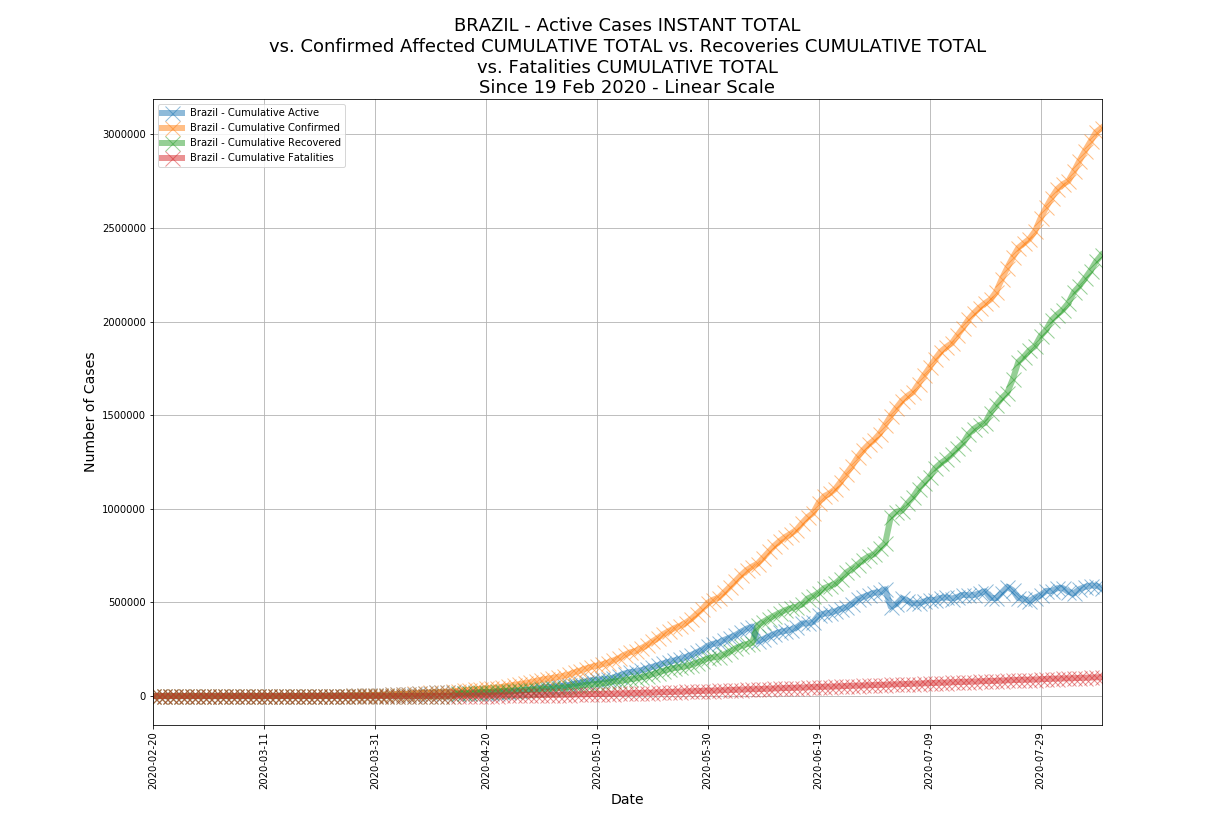 BRAZIL - Active Cases INSTANT TOTAL
vs. Confirmed Affected CUMULATIVE TOTAL vs. Recoveries CUMULATIVE TOTAL
vs. Fatalities CUMULATIVE TOTAL
Since 19 Feb 2020 - Linear Scale
Brazil - Cumulative Active
Brazil - Cumulative Confirmed
Brazil - Cumulative Recovered
Brazil - Cumulative Fatalities
Number of Cases
3000000
2500000
2000000
1500000
1000000
500000
0
2020-02-20
2020-03-11
2020-03-31
2020-04-20
2020-05-10
2020-05-30
2020-06-19
2020-07-09
2020-07-29
Date